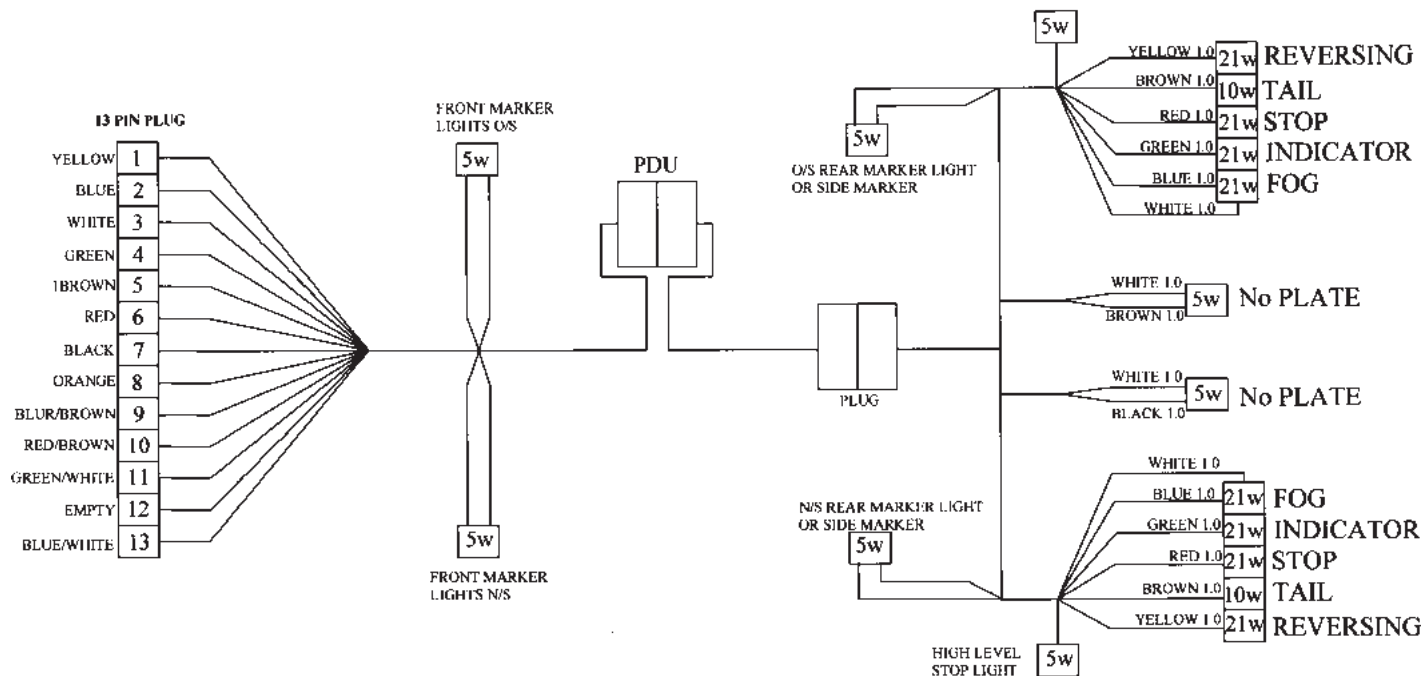 13 PIN PLUG
YELLOW 1
BLUE 2
WHITE 3
GREEN 4
1BROWN 5
RED 6
BLACK 7
ORANGE 8
BLUR/BROWN 9
RED/BROWN 10
GREEN/WHITE 11
EMPTY 12
BLUE/WHITE 13
FRONT MARKER
LIGHTS O/S
5w
5w
FRONT MARKER
LIGHTS N/S
PDU
PLUG
5w
O/S REAR MARKER LIGHT
OR SIDE MARKER
5w
YELLOW 1.0 21w REVERSING
BROWN 1.0 10w TAIL
RED 1.0 21w STOP
GREEN 1.0 21w INDICATOR
BLUE 1.0 21w FOG
WHITE 1.0
WHITE 1.0
5w No PLATE
BROWN 1.0
WHITE 1.0
5w No PLATE
BLACK 1.0
N/S REAR MARKER LIGHT
OR SIDE MARKER
5w
WHITE 1.0
BLUE 1.0 21w FOG
GREEN 1.0 21w INDICATOR
RED 1.0 21w STOP
BROWN 1.0 10w TAIL
YELLOW 1.0 21w REVERSING
HIGH LEVEL
STOP LIGHT
5w